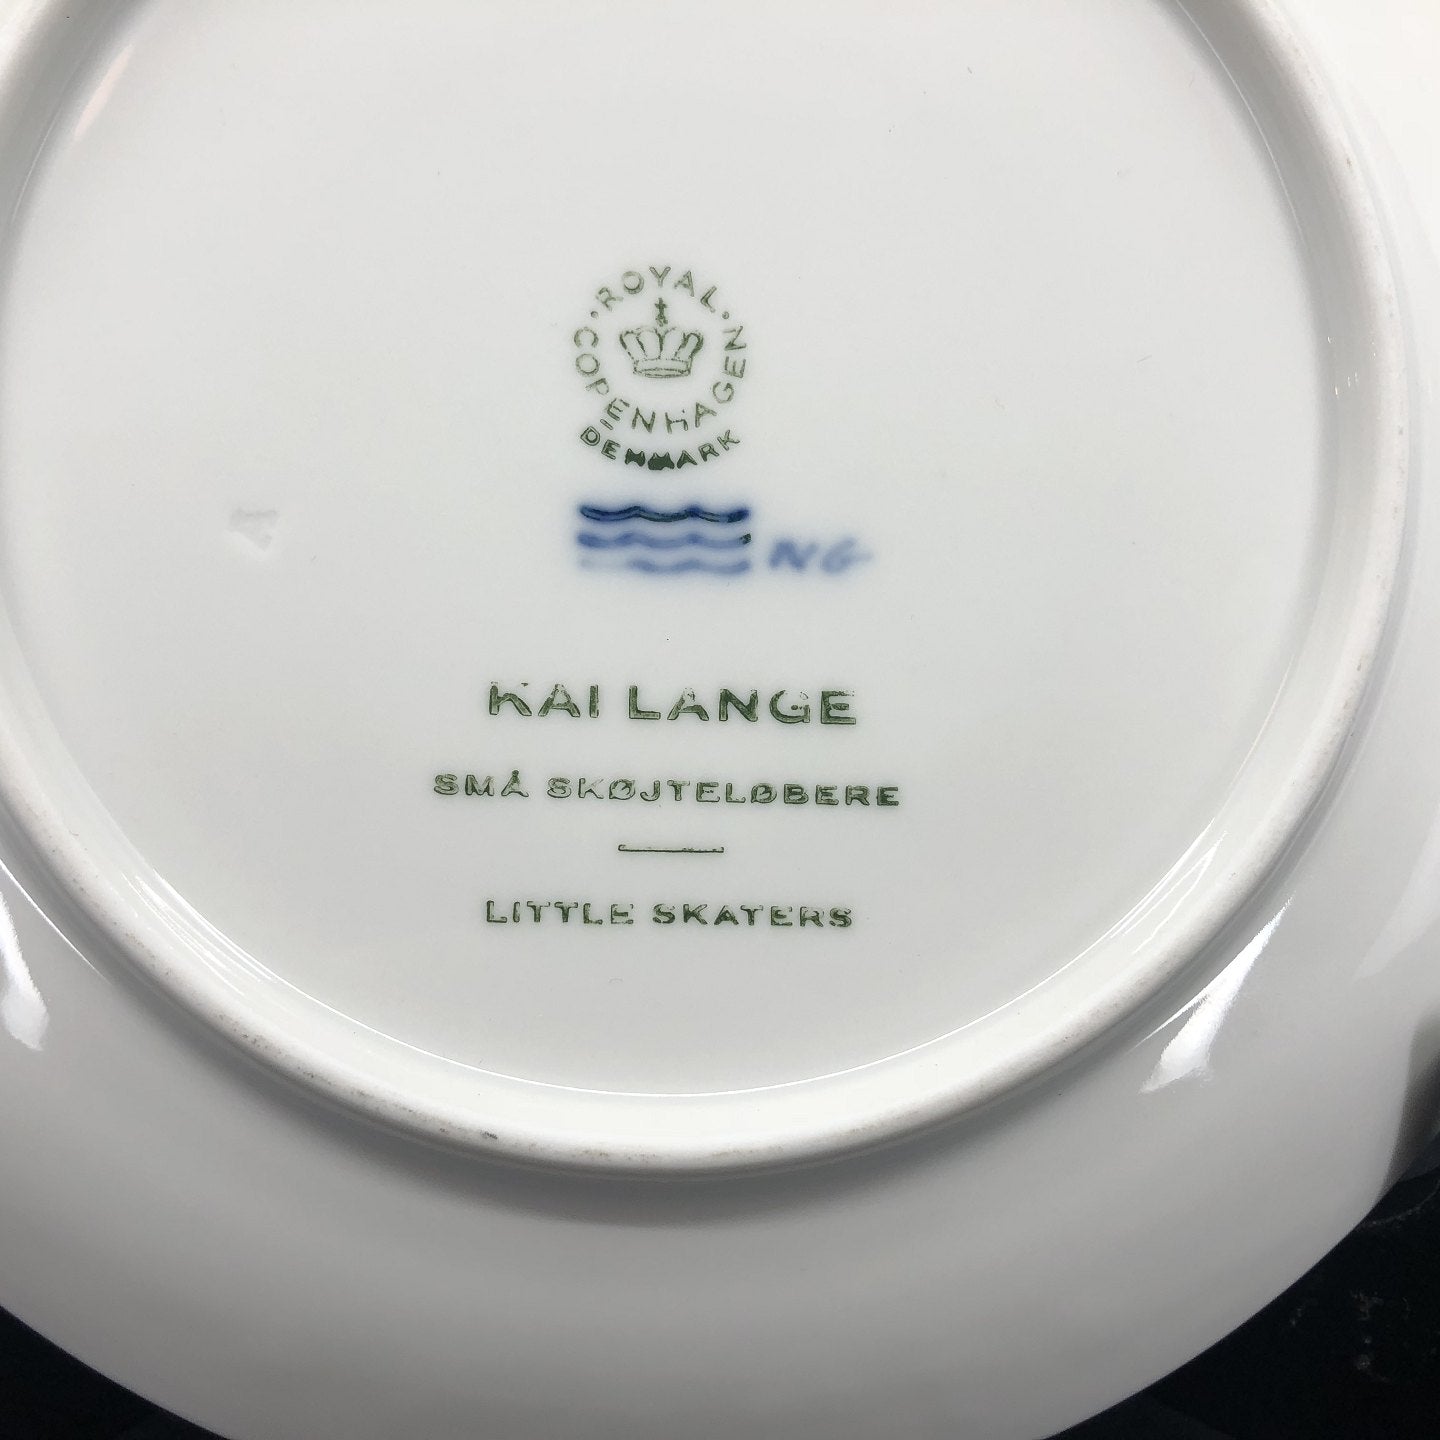 ROYAL
COPENHAGEN
DENMARK
NG
KAI LANGE
SMÅ SKØJTELØBERE
LITTLE SKATERS